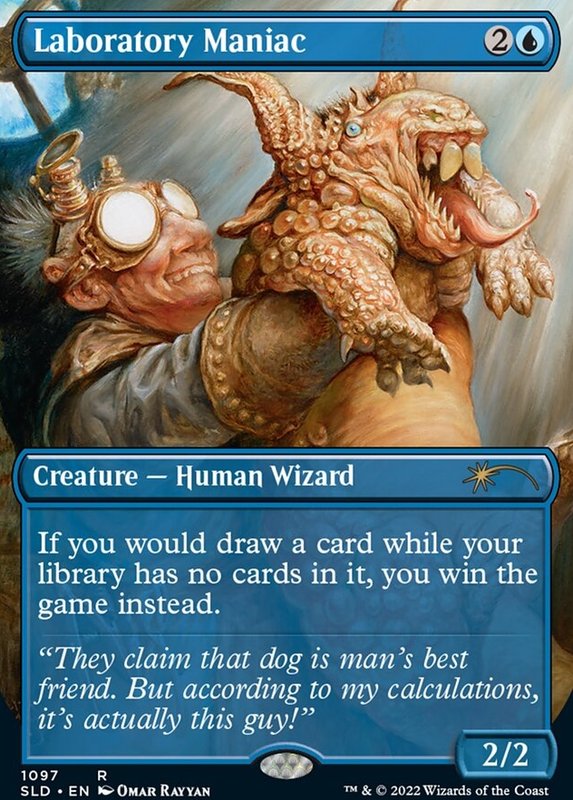 Laboratory Maniac 2
Creature — Human Wizard
If you would draw a card while your
library has no cards in it, you win the
game instead.
“They claim that dog is man’s best
friend. But according to my calculations,
it’s actually this guy!”
2/2
1097 R
SLD • EN Omar Rayyan ™ & © 2022 Wizards of the Coast